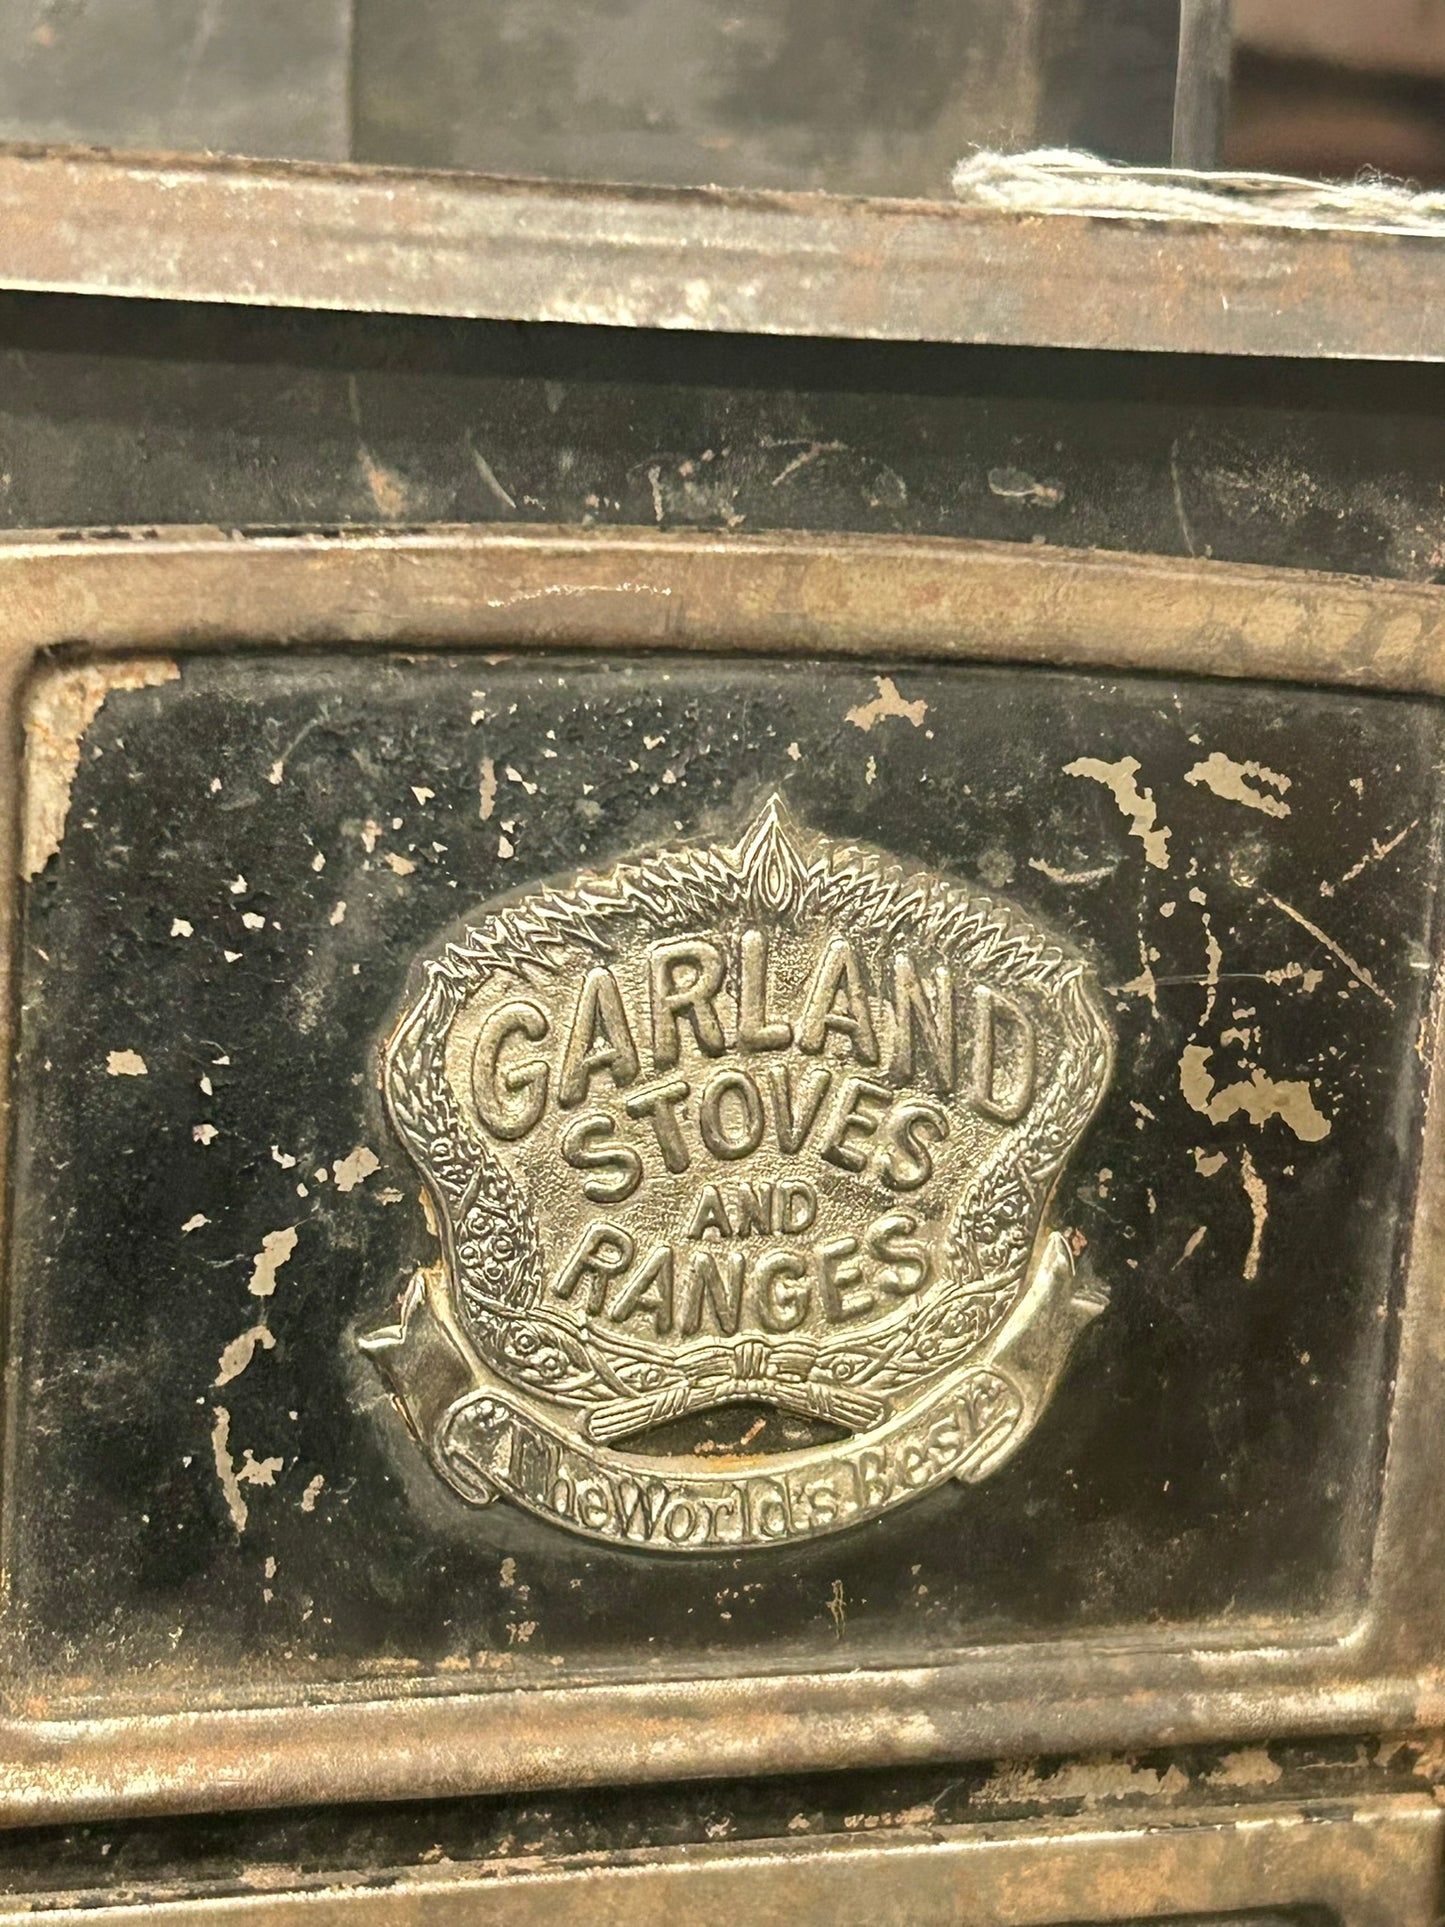 GARLAND
STOVES
AND
RANGES
The World's Best